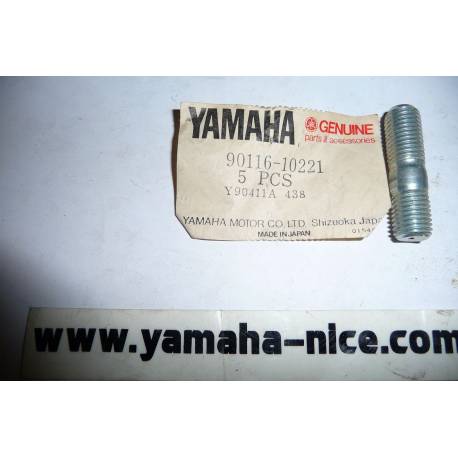 YAMAHA GENUINE
parts & accessories
90116-10221
5 PCS
Y90411A 438
YAMAHA MOTOR CO., LTD. Shizuoka Japa
MADE IN JAPAN
www.yamaha-nice.com